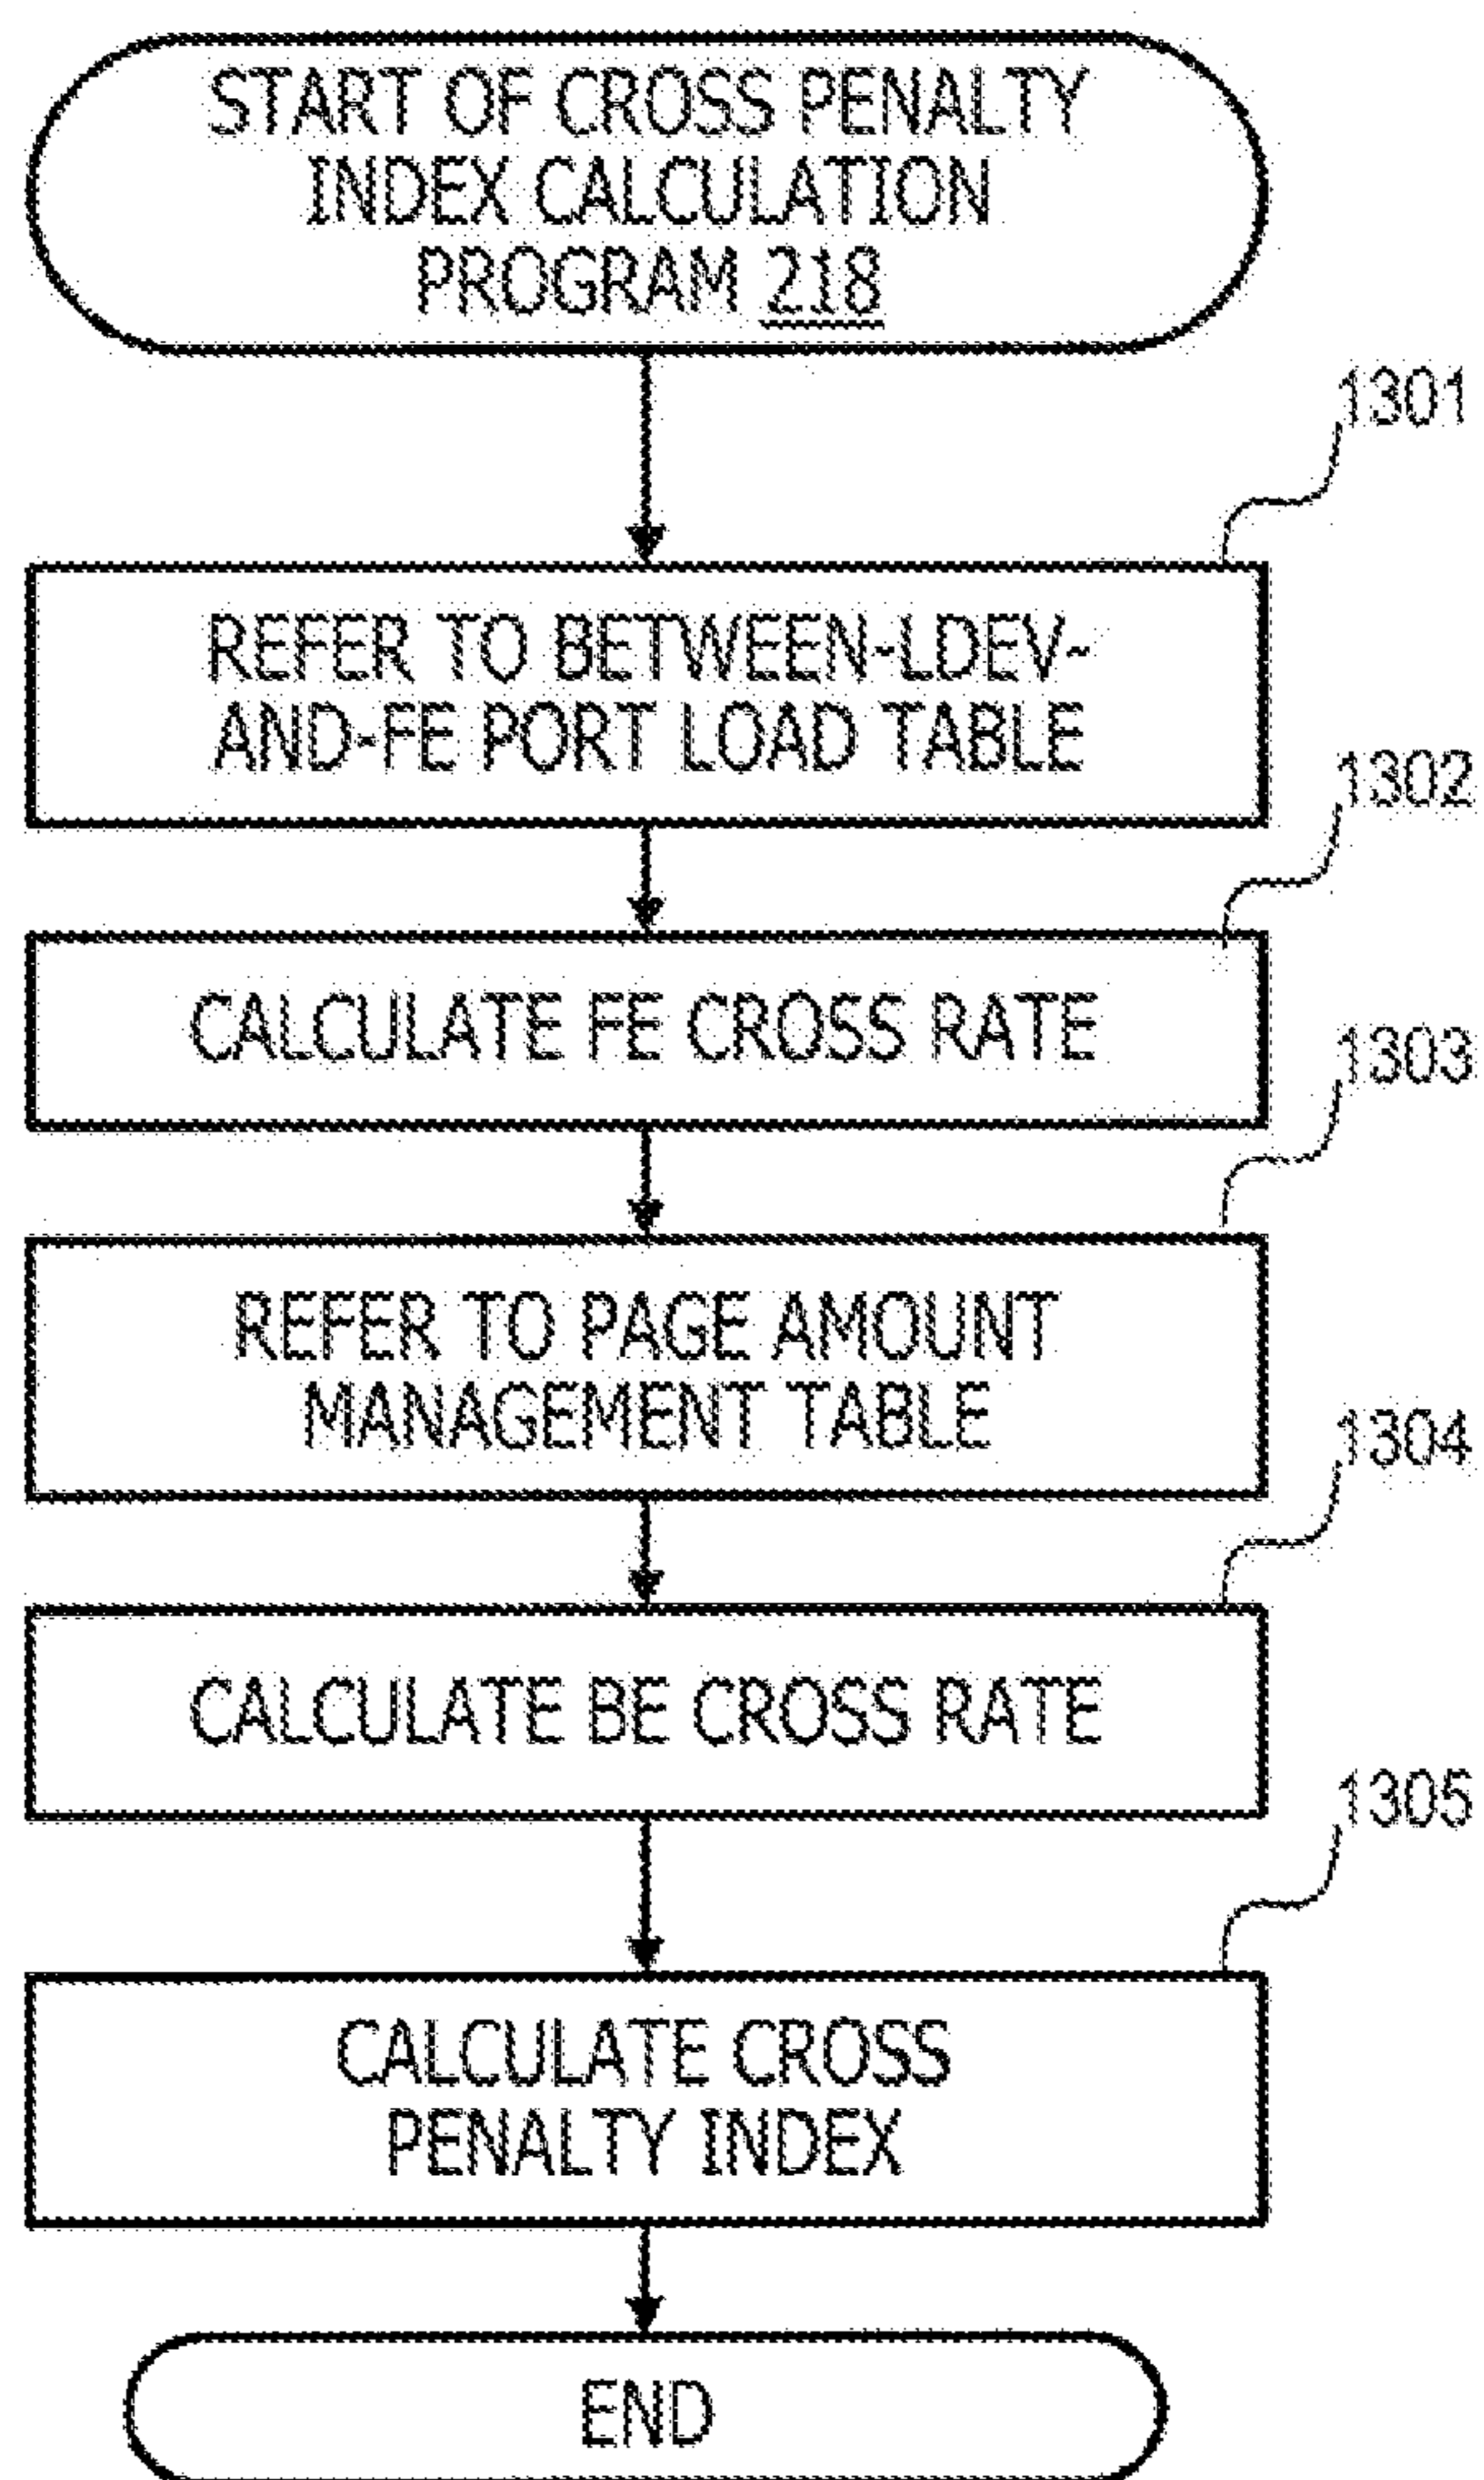 START OF CROSS PENALTY
INDEX CALCULATION
PROGRAM 218
1301
REFER TO BETWEEN-LDEV-
AND-FE PORT LOAD TABLE
1302
CALCULATE FE CROSS RATE
1303
REFER TO PAGE AMOUNT
MANAGEMENT TABLE
1304
CALCULATE BE CROSS RATE
1305
CALCULATE CROSS
PENALTY INDEX
END